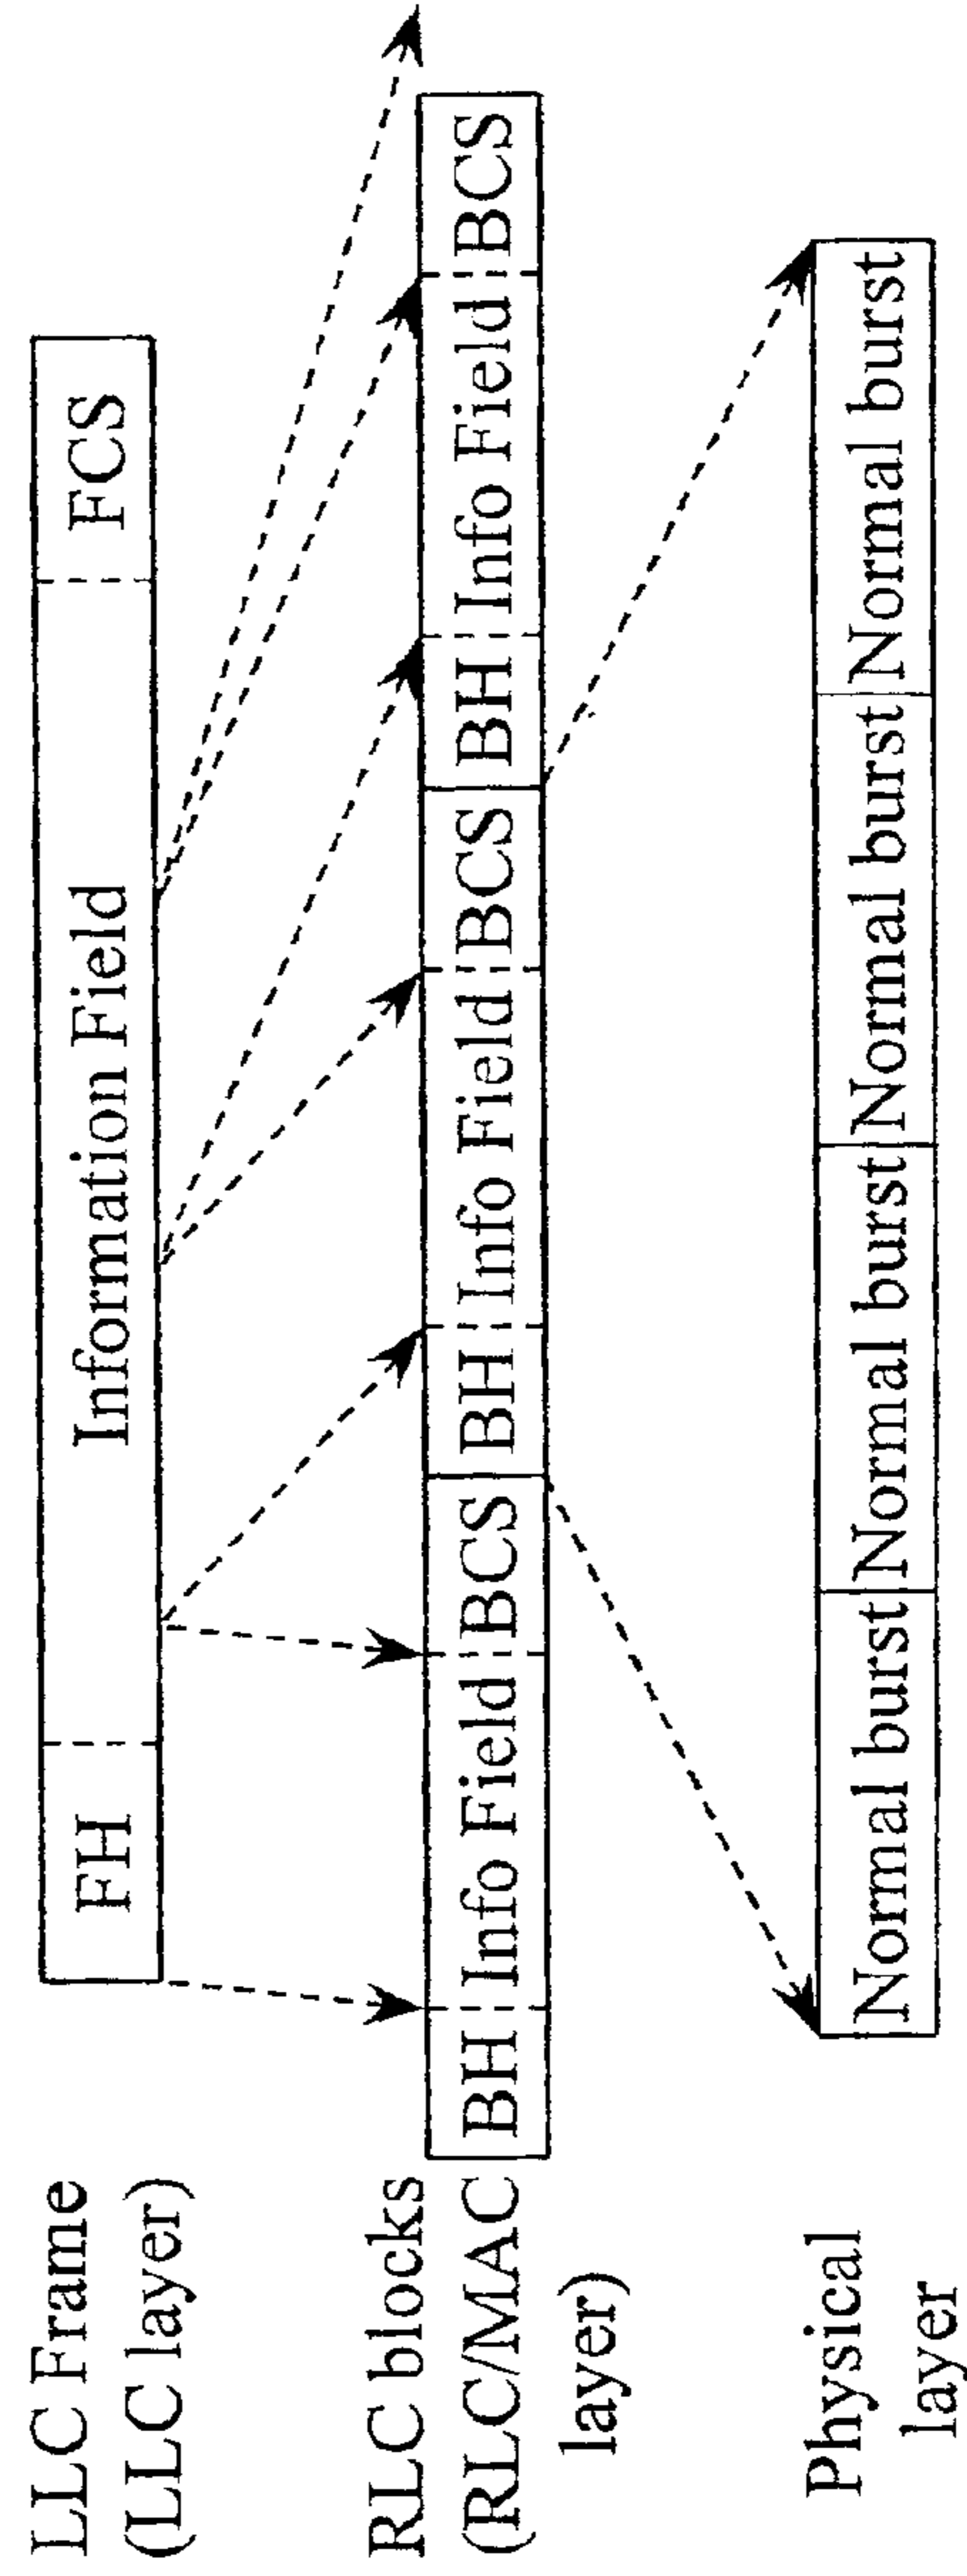 LLC Frame
(LLC layer)
FH Information Field FCS
RLC blocks
(RLC/MAC
layer)
BH Info Field BCS BH Info Field BCS BH Info Field BCS
Physical
layer
Normal burst Normal burst Normal burst Normal burst